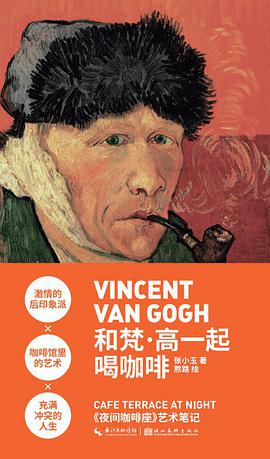 激情的
后印象派
×
咖啡馆里
的艺术
×
充满
冲突的
人生
VINCENT
VAN GOGH
和梵·高一起
喝咖啡
张小玉 著
熬路 绘
CAFE TERRACE AT NIGHT
《夜间咖啡座》艺术笔记